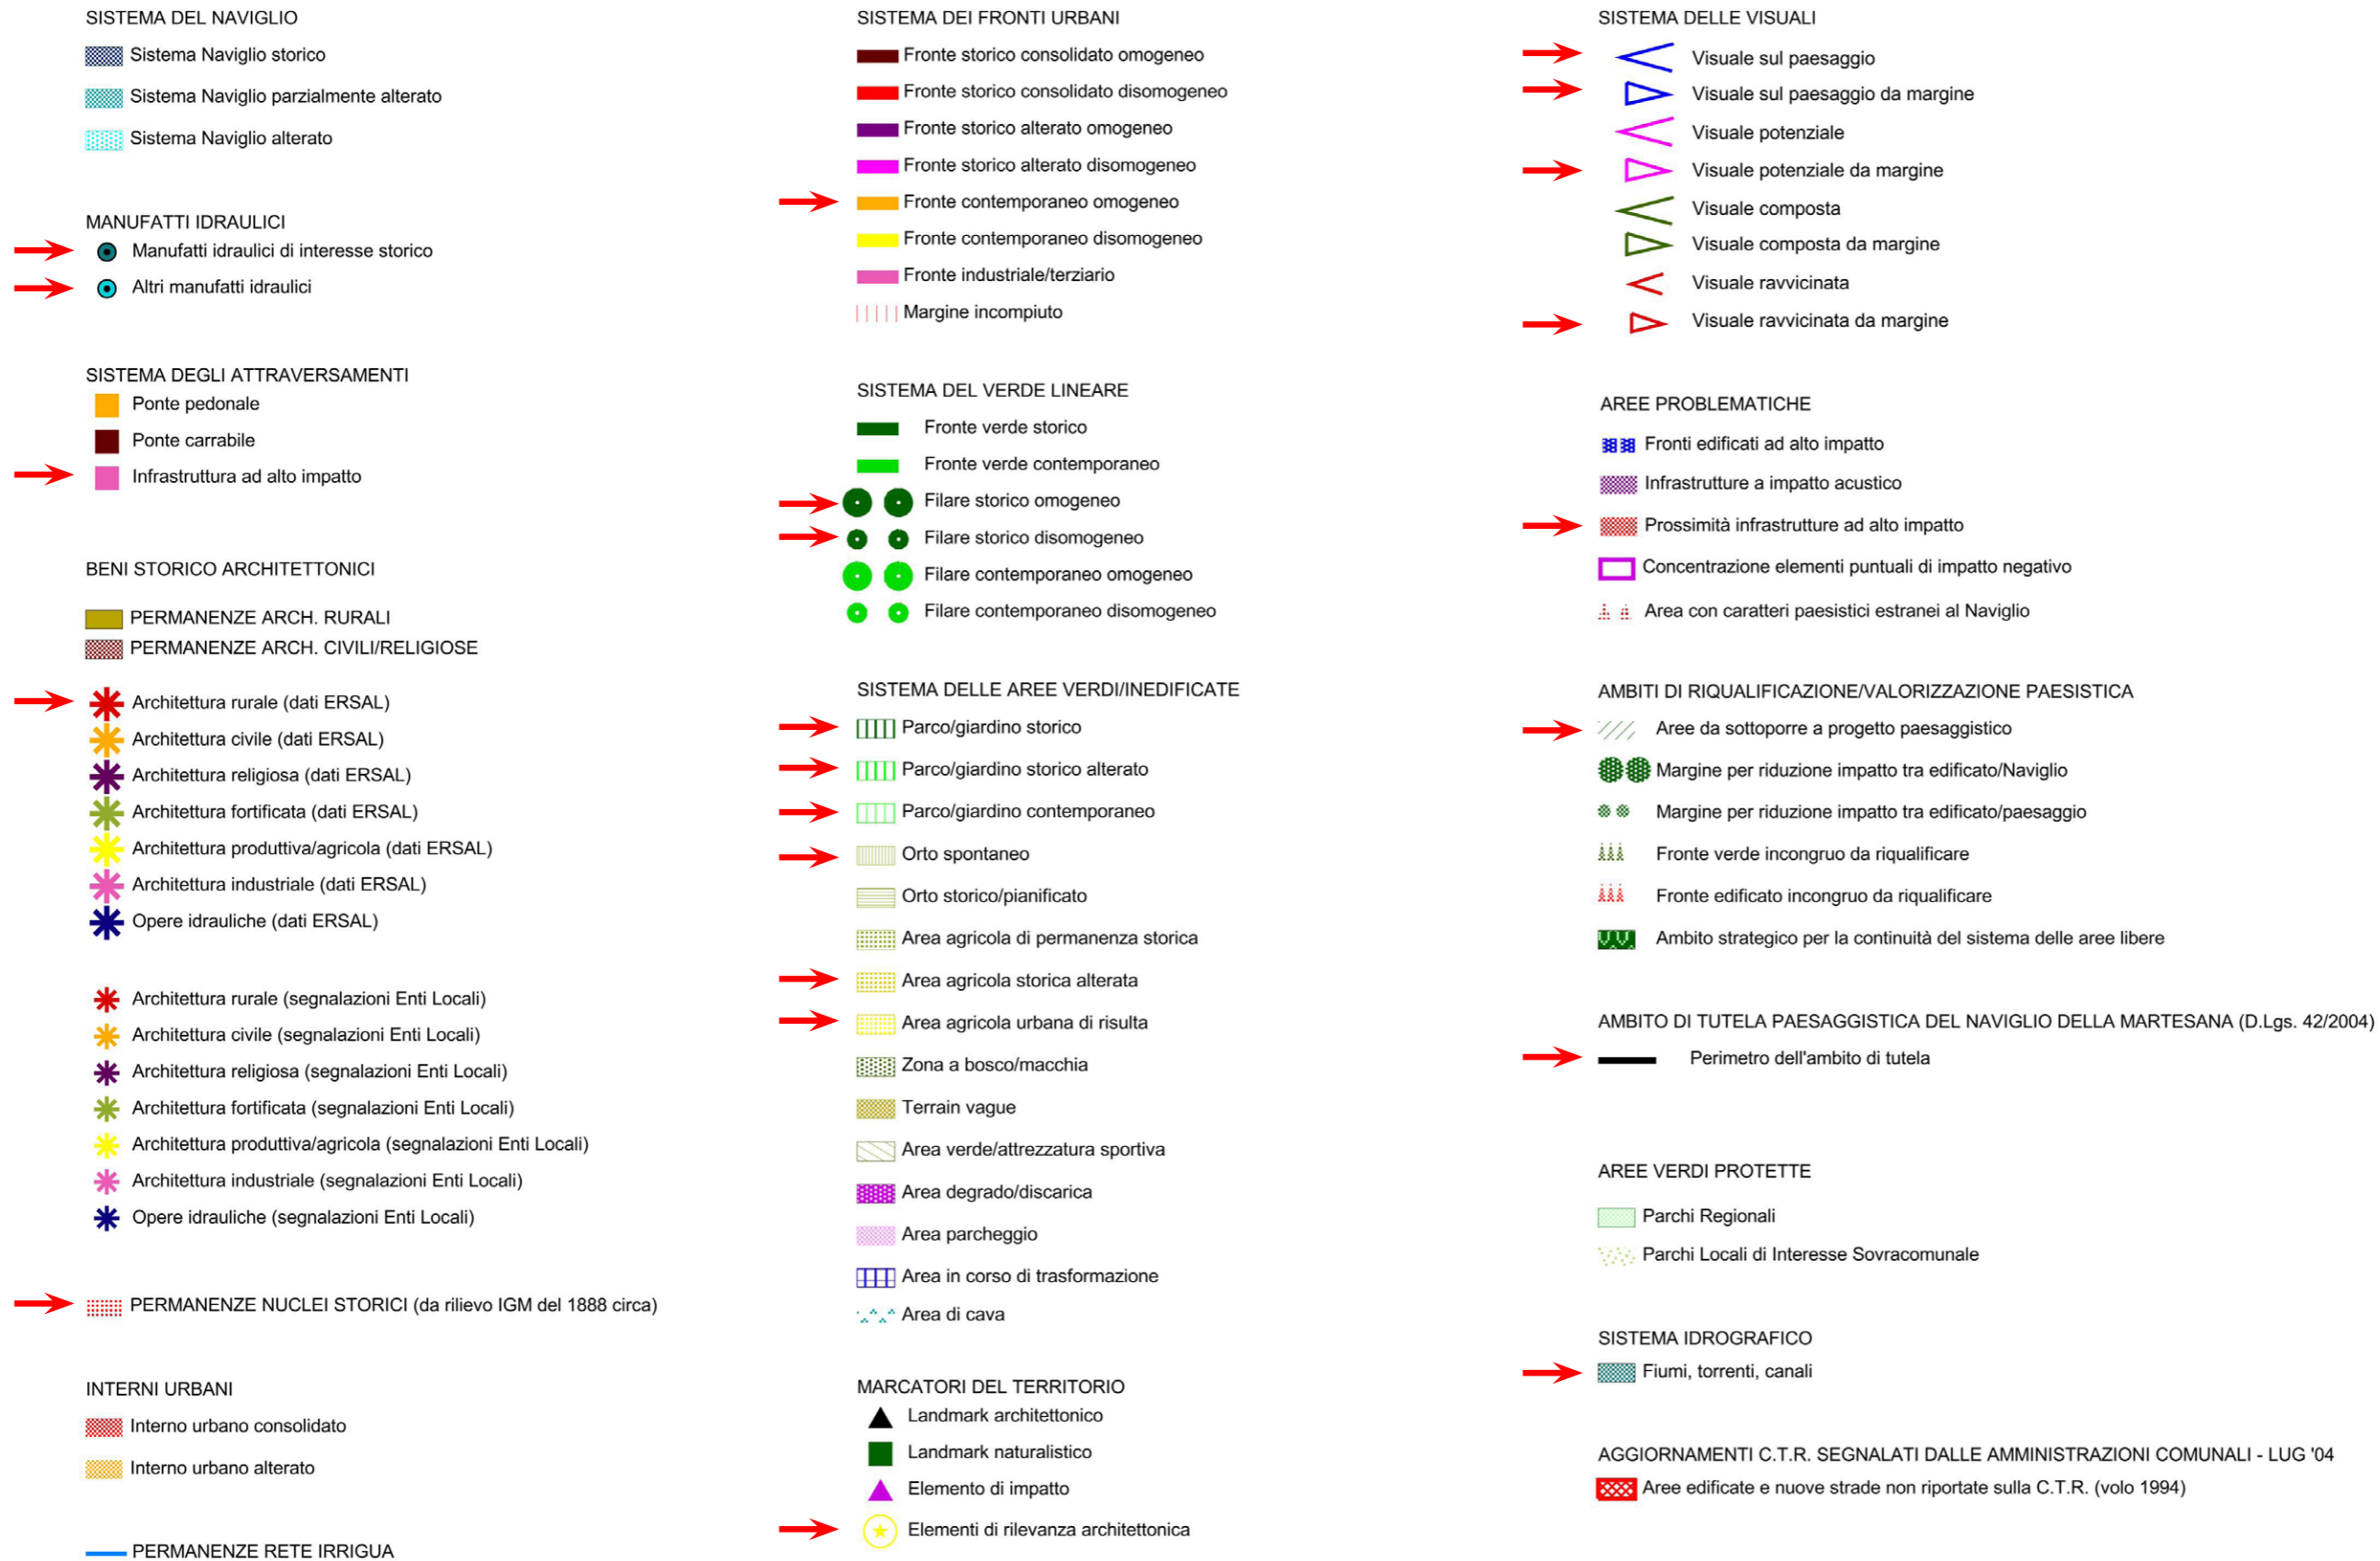 SISTEMA DEL NAVIGLIO
Sistema Naviglio storico
Sistema Naviglio parzialmente alterato
Sistema Naviglio alterato
MANUFATTI IDRAULICI
Manufatti idraulici di interesse storico
Altri manufatti idraulici
SISTEMA DEGLI ATTRAVERSAMENTI
Ponte pedonale
Ponte carrabile
Infrastruttura ad alto impatto
BENI STORICO ARCHITETTONICI
PERMANENZE ARCH. RURALI
PERMANENZE ARCH. CIVILI/RELIGIOSE
Architettura rurale (dati ERSAL)
Architettura civile (dati ERSAL)
Architettura religiosa (dati ERSAL)
Architettura fortificata (dati ERSAL)
Architettura produttiva/agricola (dati ERSAL)
Architettura industriale (dati ERSAL)
Opere idrauliche (dati ERSAL)
Architettura rurale (segnalazioni Enti Locali)
Architettura civile (segnalazioni Enti Locali)
Architettura religiosa (segnalazioni Enti Locali)
Architettura fortificata (segnalazioni Enti Locali)
Architettura produttiva/agricola (segnalazioni Enti Locali)
Architettura industriale (segnalazioni Enti Locali)
Opere idrauliche (segnalazioni Enti Locali)
PERMANENZE NUCLEI STORICI (da rilievo IGM del 1888 circa)
INTERNI URBANI
Interno urbano consolidato
Interno urbano alterato
PERMANENZE RETE IRRIGUA
SISTEMA DEI FRONTI URBANI
Fronte storico consolidato omogeneo
Fronte storico consolidato disomogeneo
Fronte storico alterato omogeneo
Fronte storico alterato disomogeneo
Fronte contemporaneo omogeneo
Fronte contemporaneo disomogeneo
Fronte industriale/terziario
Margine incompiuto
SISTEMA DEL VERDE LINEARE
Fronte verde storico
Fronte verde contemporaneo
Filare storico omogeneo
Filare storico disomogeneo
Filare contemporaneo omogeneo
Filare contemporaneo disomogeneo
SISTEMA DELLE AREE VERDI/INEDIFICATE
Parco/giardino storico
Parco/giardino storico alterato
Parco/giardino contemporaneo
Orto spontaneo
Orto storico/pianificato
Area agricola di permanenza storica
Area agricola storica alterata
Area agricola urbana di risulta
Zona a bosco/macchia
Terrain vague
Area verde/attrezzatura sportiva
Area degrado/discarica
Area parcheggio
Area in corso di trasformazione
Area di cava
MARCATORI DEL TERRITORIO
Landmark architettonico
Landmark naturalistico
Elemento di impatto
Elementi di rilevanza architettonica
SISTEMA DELLE VISUALI
Visuale sul paesaggio
Visuale sul paesaggio da margine
Visuale potenziale
Visuale potenziale da margine
Visuale composta
Visuale composta da margine
Visuale ravvicinata
Visuale ravvicinata da margine
AREE PROBLEMATICHE
Fronti edificati ad alto impatto
Infrastrutture a impatto acustico
Prossimità infrastrutture ad alto impatto
Concentrazione elementi puntuali di impatto negativo
Area con caratteri paesistici estranei al Naviglio
AMBITI DI RIQUALIFICAZIONE/VALORIZZAZIONE PAESISTICA
Aree da sottoporre a progetto paesaggistico
Margine per riduzione impatto tra edificato/Naviglio
Margine per riduzione impatto tra edificato/paesaggio
Fronte verde incongruo da riqualificare
Fronte edificato incongruo da riqualificare
Ambito strategico per la continuità del sistema delle aree libere
AMBITO DI TUTELA PAESAGGISTICA DEL NAVIGLIO DELLA MARTESANA (D.Lgs. 42/2004)
Perimetro dell'ambito di tutela
AREE VERDI PROTETTE
Parchi Regionali
Parchi Locali di Interesse Sovracomunale
SISTEMA IDROGRAFICO
Fiumi, torrenti, canali
AGGIORNAMENTI C.T.R. SEGNALATI DALLE AMMINISTRAZIONI COMUNALI - LUG '04
Aree edificate e nuove strade non riportate sulla C.T.R. (volo 1994)